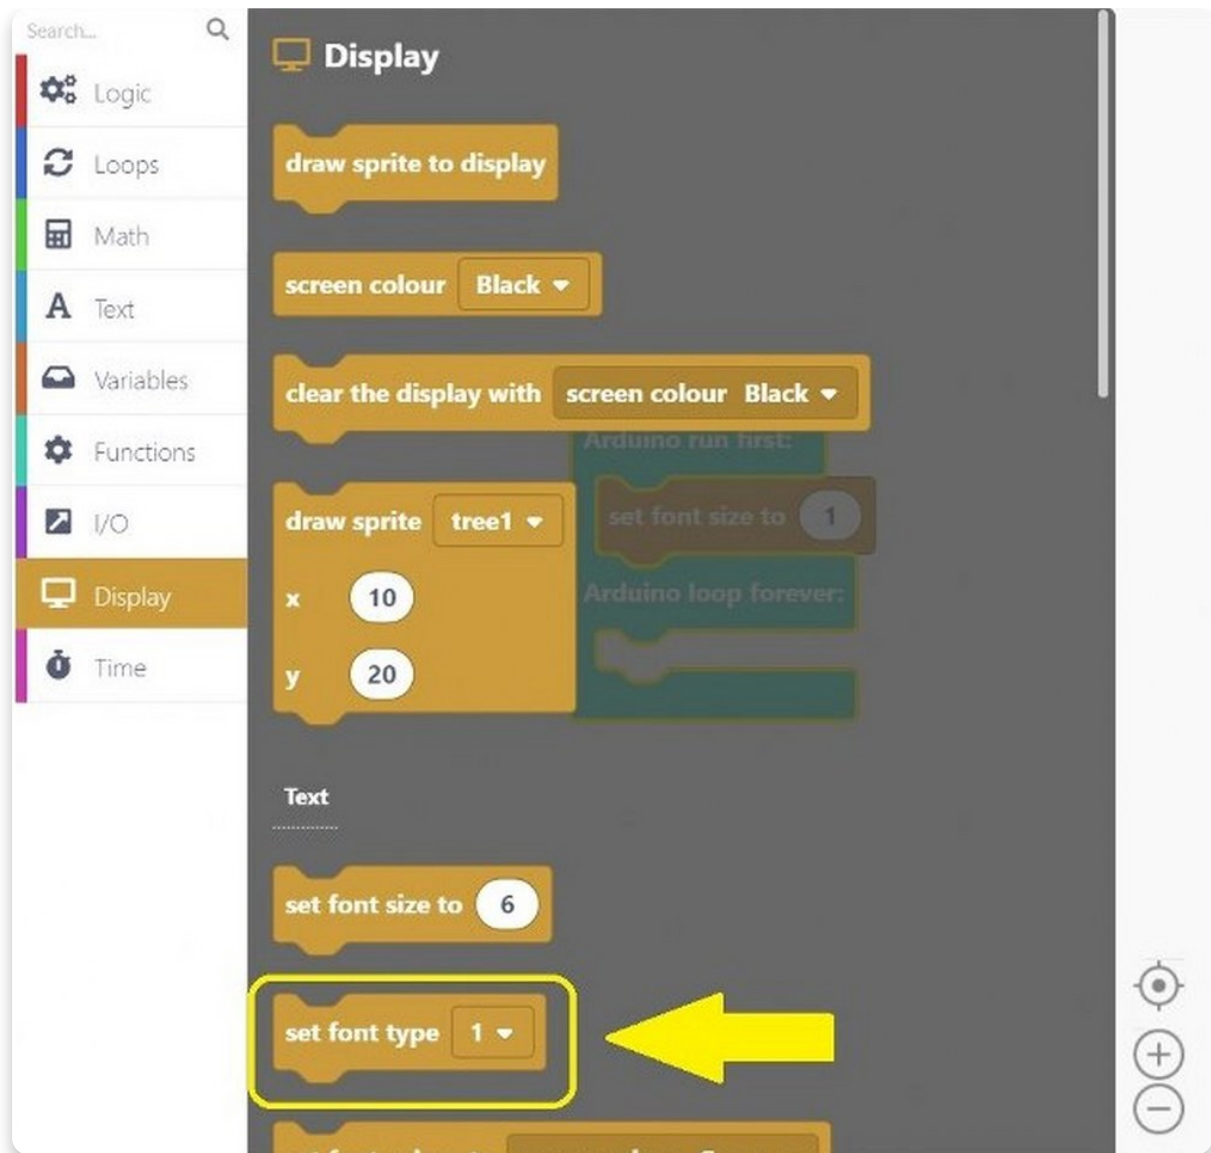 Search...
Logic
Loops
Math
Text
Variables
Functions
I/O
Display
Time
Display
draw sprite to display
screen colour Black
clear the display with screen colour Black
Arduino run first:
draw sprite tree1
set font size to 1
x 10
Arduino loop forever:
y 20
Text
set font size to 6
set font type 1